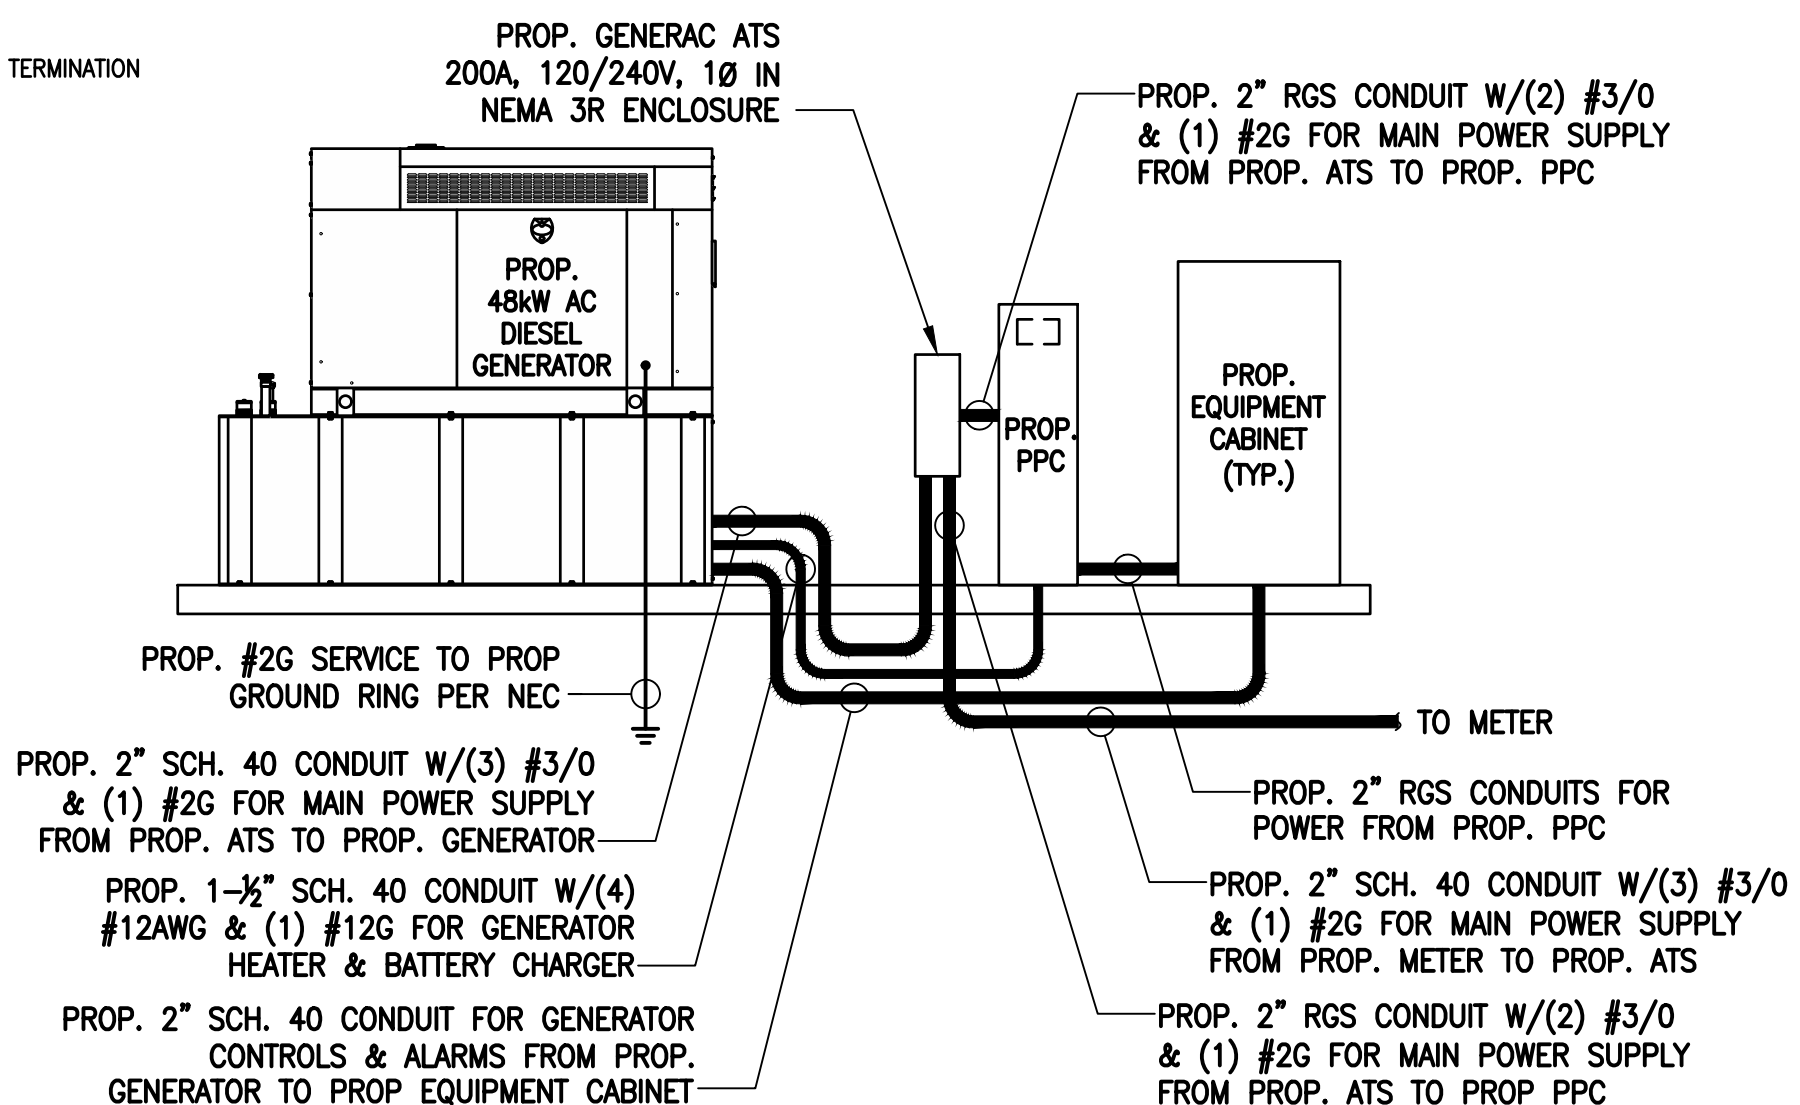 TERMINATION
PROP. GENERAC ATS
200A, 120/240V, 1Ø IN
NEMA 3R ENCLOSURE
PROP. 2” RGS CONDUIT W/(2) #3/0
& (1) #2G FOR MAIN POWER SUPPLY
FROM PROP. ATS TO PROP. PPC
PROP.
48kW AC
DIESEL
GENERATOR
PROP.
PPC
PROP.
EQUIPMENT
CABINET
(TYP.)
PROP. #2G SERVICE TO PROP
GROUND RING PER NEC
TO METER
PROP. 2” SCH. 40 CONDUIT W/(3) #3/0
& (1) #2G FOR MAIN POWER SUPPLY
FROM PROP. ATS TO PROP. GENERATOR
PROP. 1-½” SCH. 40 CONDUIT W/(4)
#12AWG & (1) #12G FOR GENERATOR
HEATER & BATTERY CHARGER
PROP. 2” SCH. 40 CONDUIT FOR GENERATOR
CONTROLS & ALARMS FROM PROP.
GENERATOR TO PROP EQUIPMENT CABINET
PROP. 2” RGS CONDUITS FOR
POWER FROM PROP. PPC
PROP. 2” SCH. 40 CONDUIT W/(3) #3/0
& (1) #2G FOR MAIN POWER SUPPLY
FROM PROP. METER TO PROP. ATS
PROP. 2” RGS CONDUIT W/(2) #3/0
& (1) #2G FOR MAIN POWER SUPPLY
FROM PROP. ATS TO PROP PPC